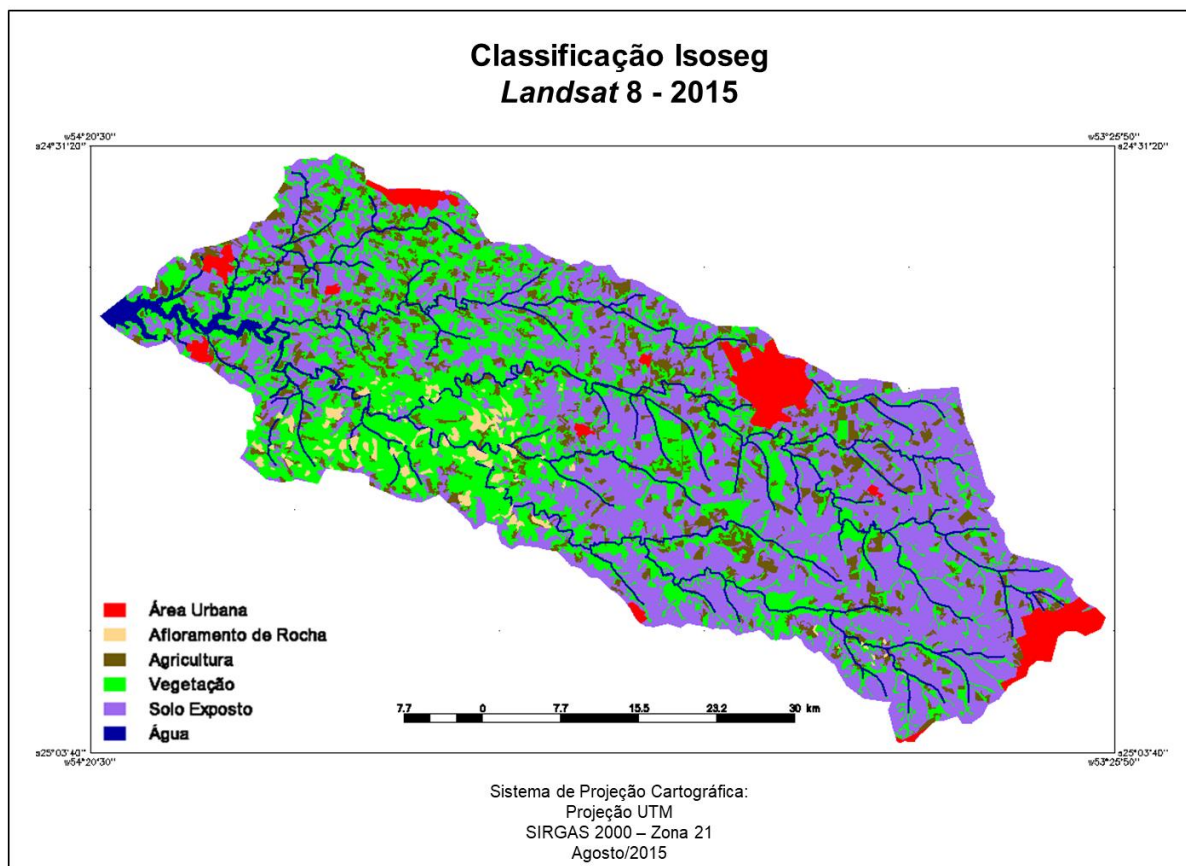 Classificação Isoseg
Landsat 8 - 2015
w54°20'30'' w53°25'50''
s24°31'20'' s24°31'20''
Área Urbana
Afloramento de Rocha
Agricultura
Vegetação
Solo Exposto
Água
7.7 0 7.7 15.5 23.2 30 km
s25°03'40'' s25°03'40''
w54°20'30'' w53°25'50''
Sistema de Projeção Cartográfica:
Projeção UTM
SIRGAS 2000 – Zona 21
Agosto/2015